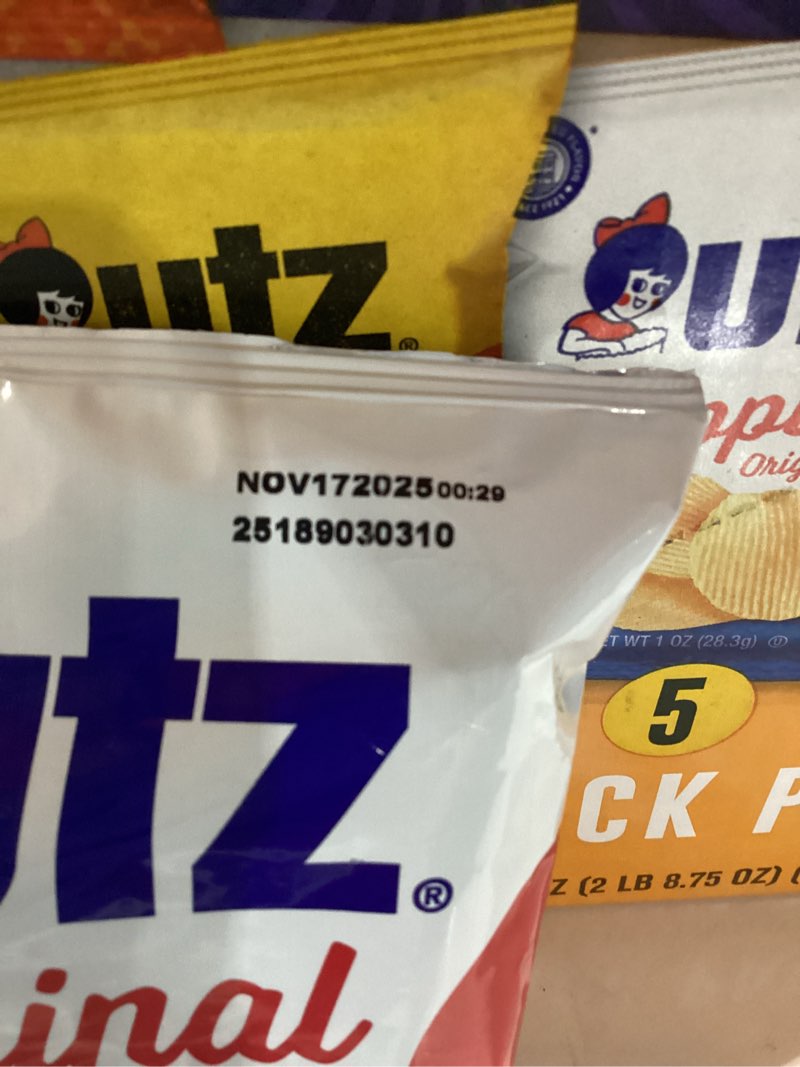 utz®
NOV172025 00:29
25189030310
utz®
inal
u
Orig
ET WT 1 OZ (28.3g)
5
CK P
Z (2 LB 8.75 OZ) (